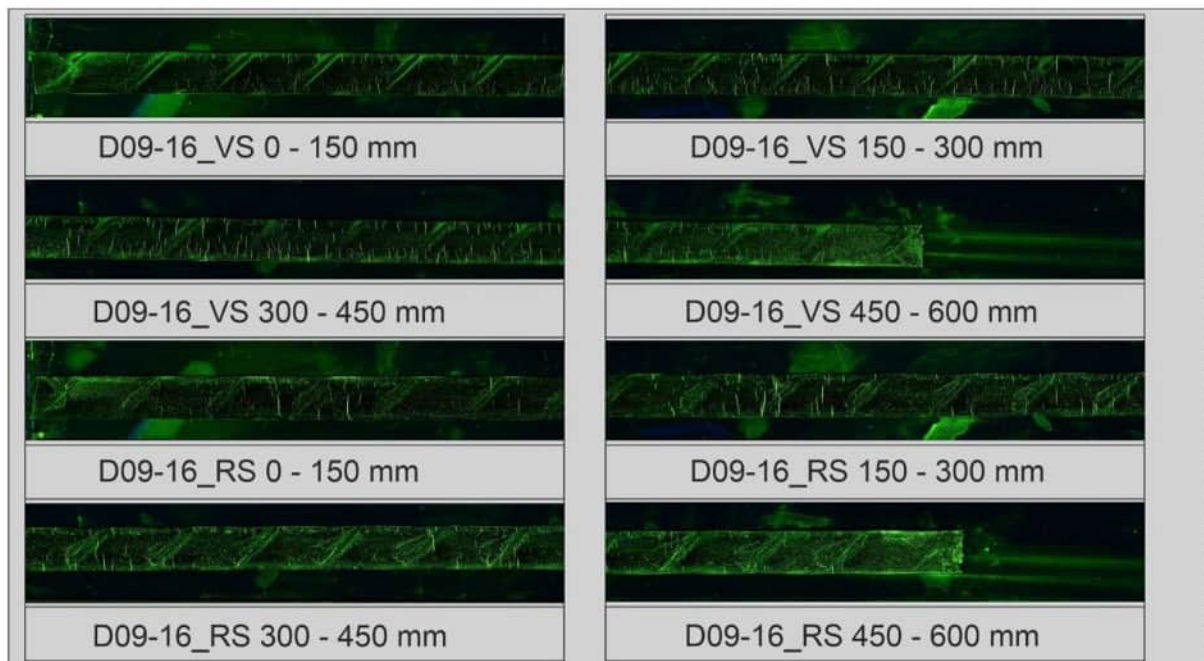 D09-16_VS 0 - 150 mm
D09-16_VS 150 - 300 mm
D09-16_VS 300 - 450 mm
D09-16_VS 450 - 600 mm
D09-16_RS 0 - 150 mm
D09-16_RS 150 - 300 mm
D09-16_RS 300 - 450 mm
D09-16_RS 450 - 600 mm